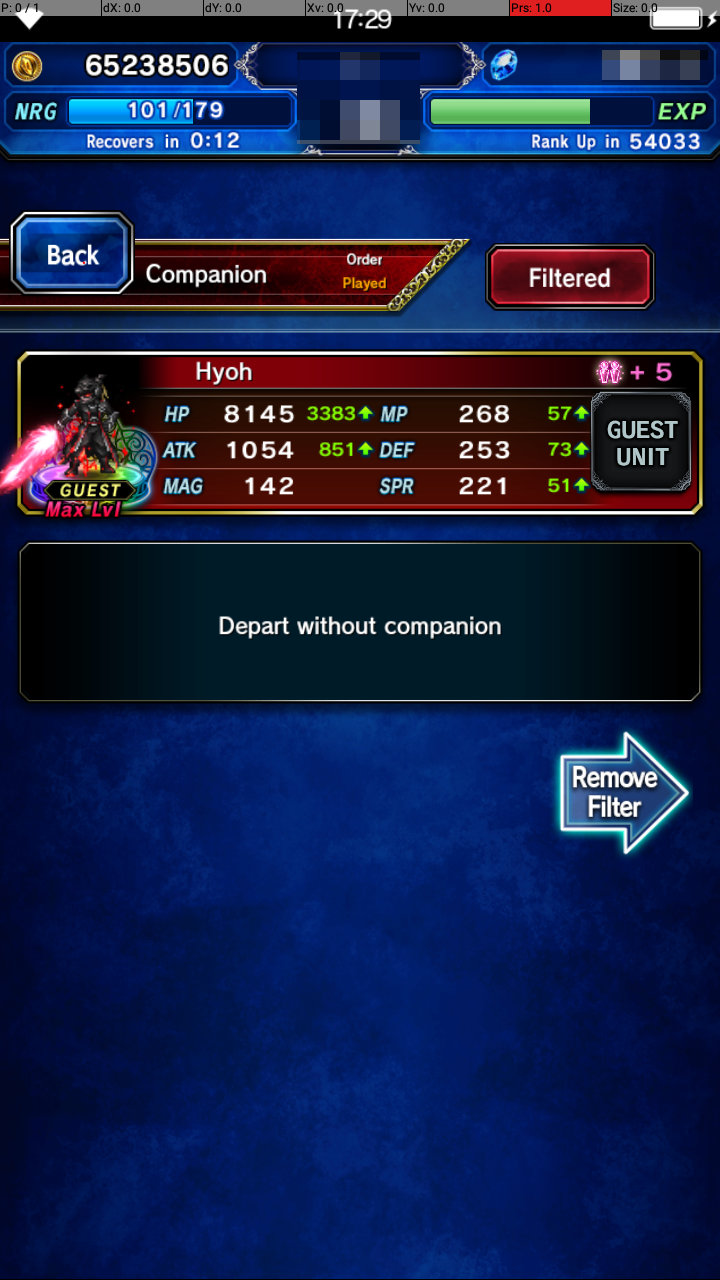 P: 0 / 1 dX: 0.0 dY: 0.0 Xv: 0.0 Yv: 0.0 Prs: 1.0 Size: 0.0
17:29
65238506
NRG 101/179 EXP
Recovers in 0:12 Rank Up in 54033
Back
Companion
Order
Played
Filtered
Hyoh + 5
HP 8145 3383 MP 268 57
ATK 1054 851 DEF 253 73
MAG 142 SPR 221 51
GUEST
UNIT
GUEST
Max Lvl
Depart without companion
Remove
Filter